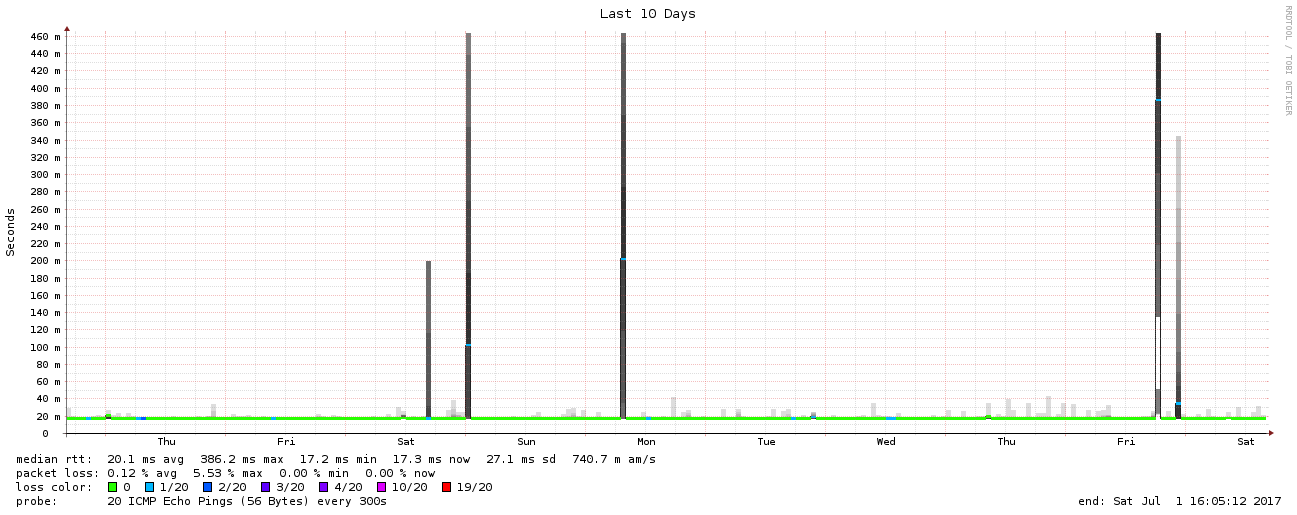 Last 10 Days
RRDTOOL / TOBI OETIKER
Seconds
460 m
440 m
420 m
400 m
380 m
360 m
340 m
320 m
300 m
280 m
260 m
240 m
220 m
200 m
180 m
160 m
140 m
120 m
100 m
80 m
60 m
40 m
20 m
0
Thu Fri Sat Sun Mon Tue Wed Thu Fri Sat
median rtt: 20.1 ms avg 386.2 ms max 17.2 ms min 17.3 ms now 27.1 ms sd 740.7 m am/s
packet loss: 0.12 % avg 5.53 % max 0.00 % min 0.00 % now
loss color: 0 1/20 2/20 3/20 4/20 10/20 19/20
probe: 20 ICMP Echo Pings (56 Bytes) every 300s end: Sat Jul 1 16:05:12 2017